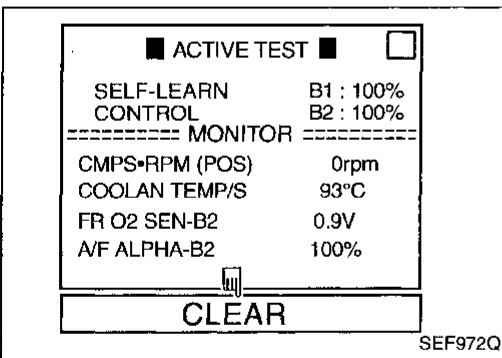 ■ ACTIVE TEST ■
SELF-LEARN B1 : 100%
CONTROL B2 : 100%
========= MONITOR =========
CMPS•RPM (POS) 0rpm
COOLAN TEMP/S 93°C
FR O2 SEN-B2 0.9V
A/F ALPHA-B2 100%
CLEAR
SEF972Q